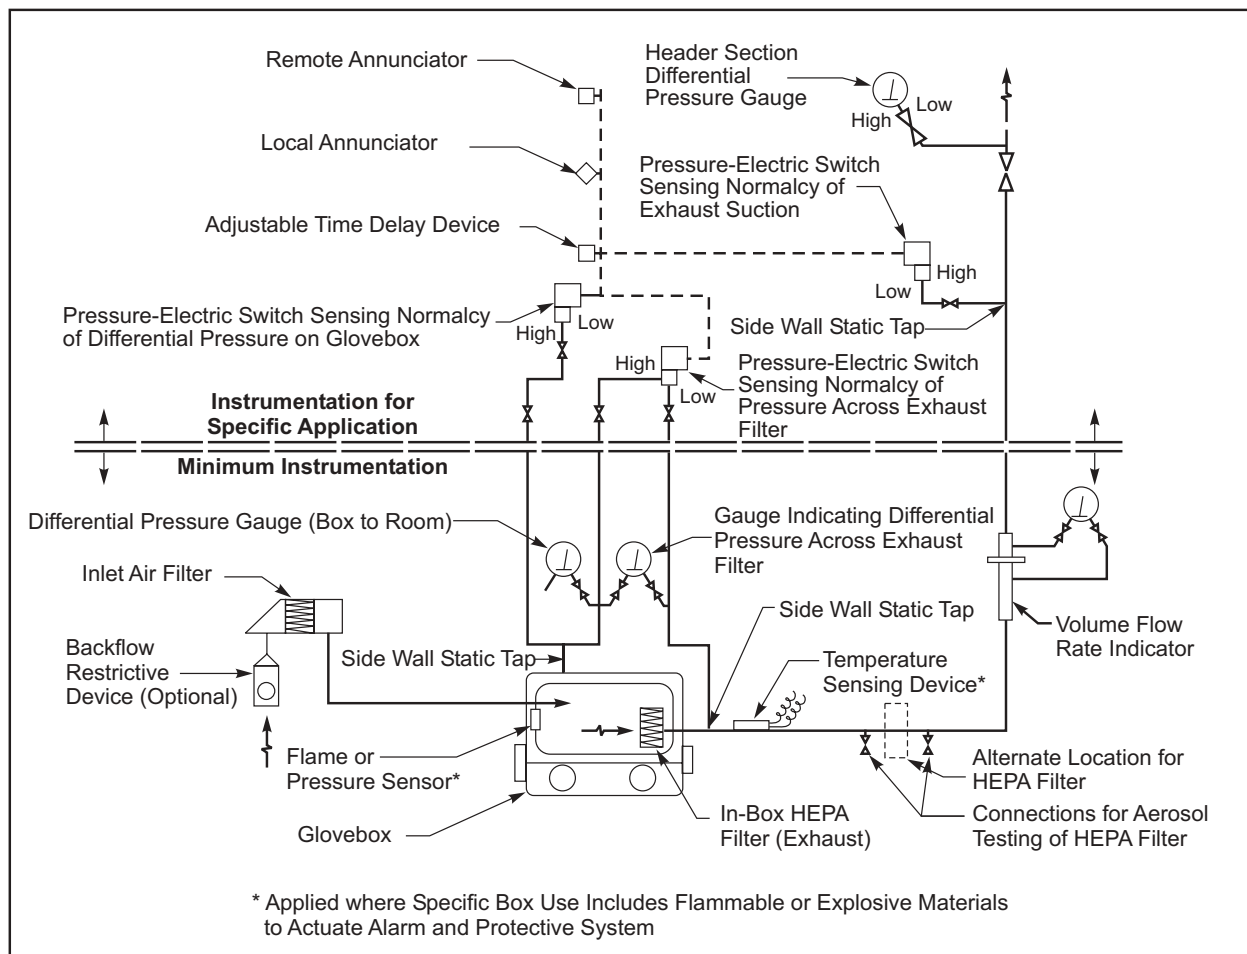 Remote Annunciator
Header Section
Differential
Pressure Gauge
Low
High
Local Annunciator
Pressure-Electric Switch
Sensing Normalcy of
Exhaust Suction
Adjustable Time Delay Device
High
Low
Pressure-Electric Switch Sensing Normalcy
of Differential Pressure on Glovebox
Low
High
Side Wall Static Tap
High
Low
Pressure-Electric Switch
Sensing Normalcy of
Pressure Across Exhaust
Filter
Instrumentation for
Specific Application
Minimum Instrumentation
Differential Pressure Gauge (Box to Room)
Gauge Indicating Differential
Pressure Across Exhaust
Filter
Inlet Air Filter
Side Wall Static Tap
Volume Flow
Rate Indicator
Backflow
Restrictive
Device (Optional)
Side Wall Static Tap
Temperature
Sensing Device*
Flame or
Pressure Sensor*
Alternate Location for
HEPA Filter
Glovebox
In-Box HEPA
Filter (Exhaust)
Connections for Aerosol
Testing of HEPA Filter
* Applied where Specific Box Use Includes Flammable or Explosive Materials
to Actuate Alarm and Protective System